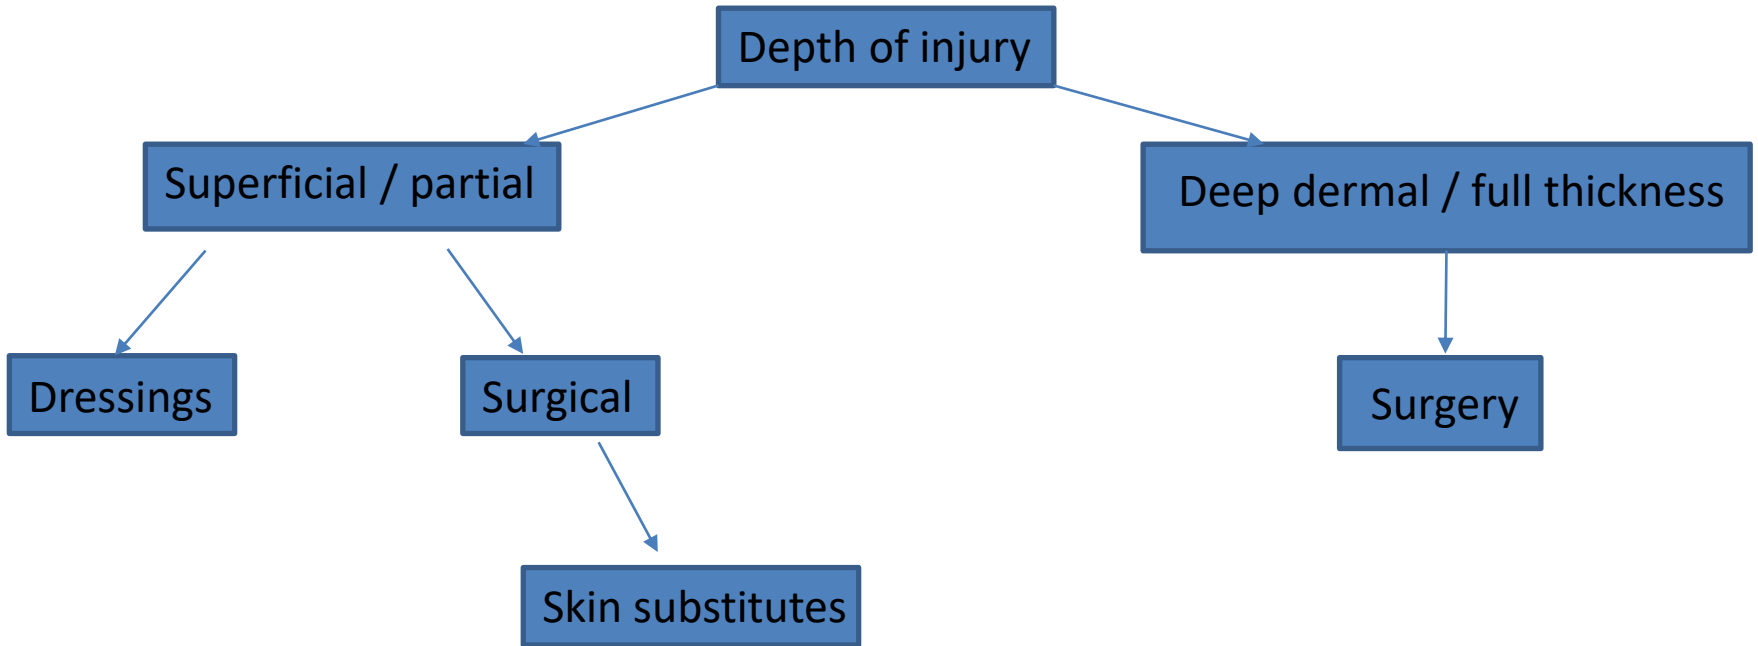 Depth of injury
Superficial / partial
Deep dermal / full thickness
Dressings
Surgical
Surgery
Skin substitutes